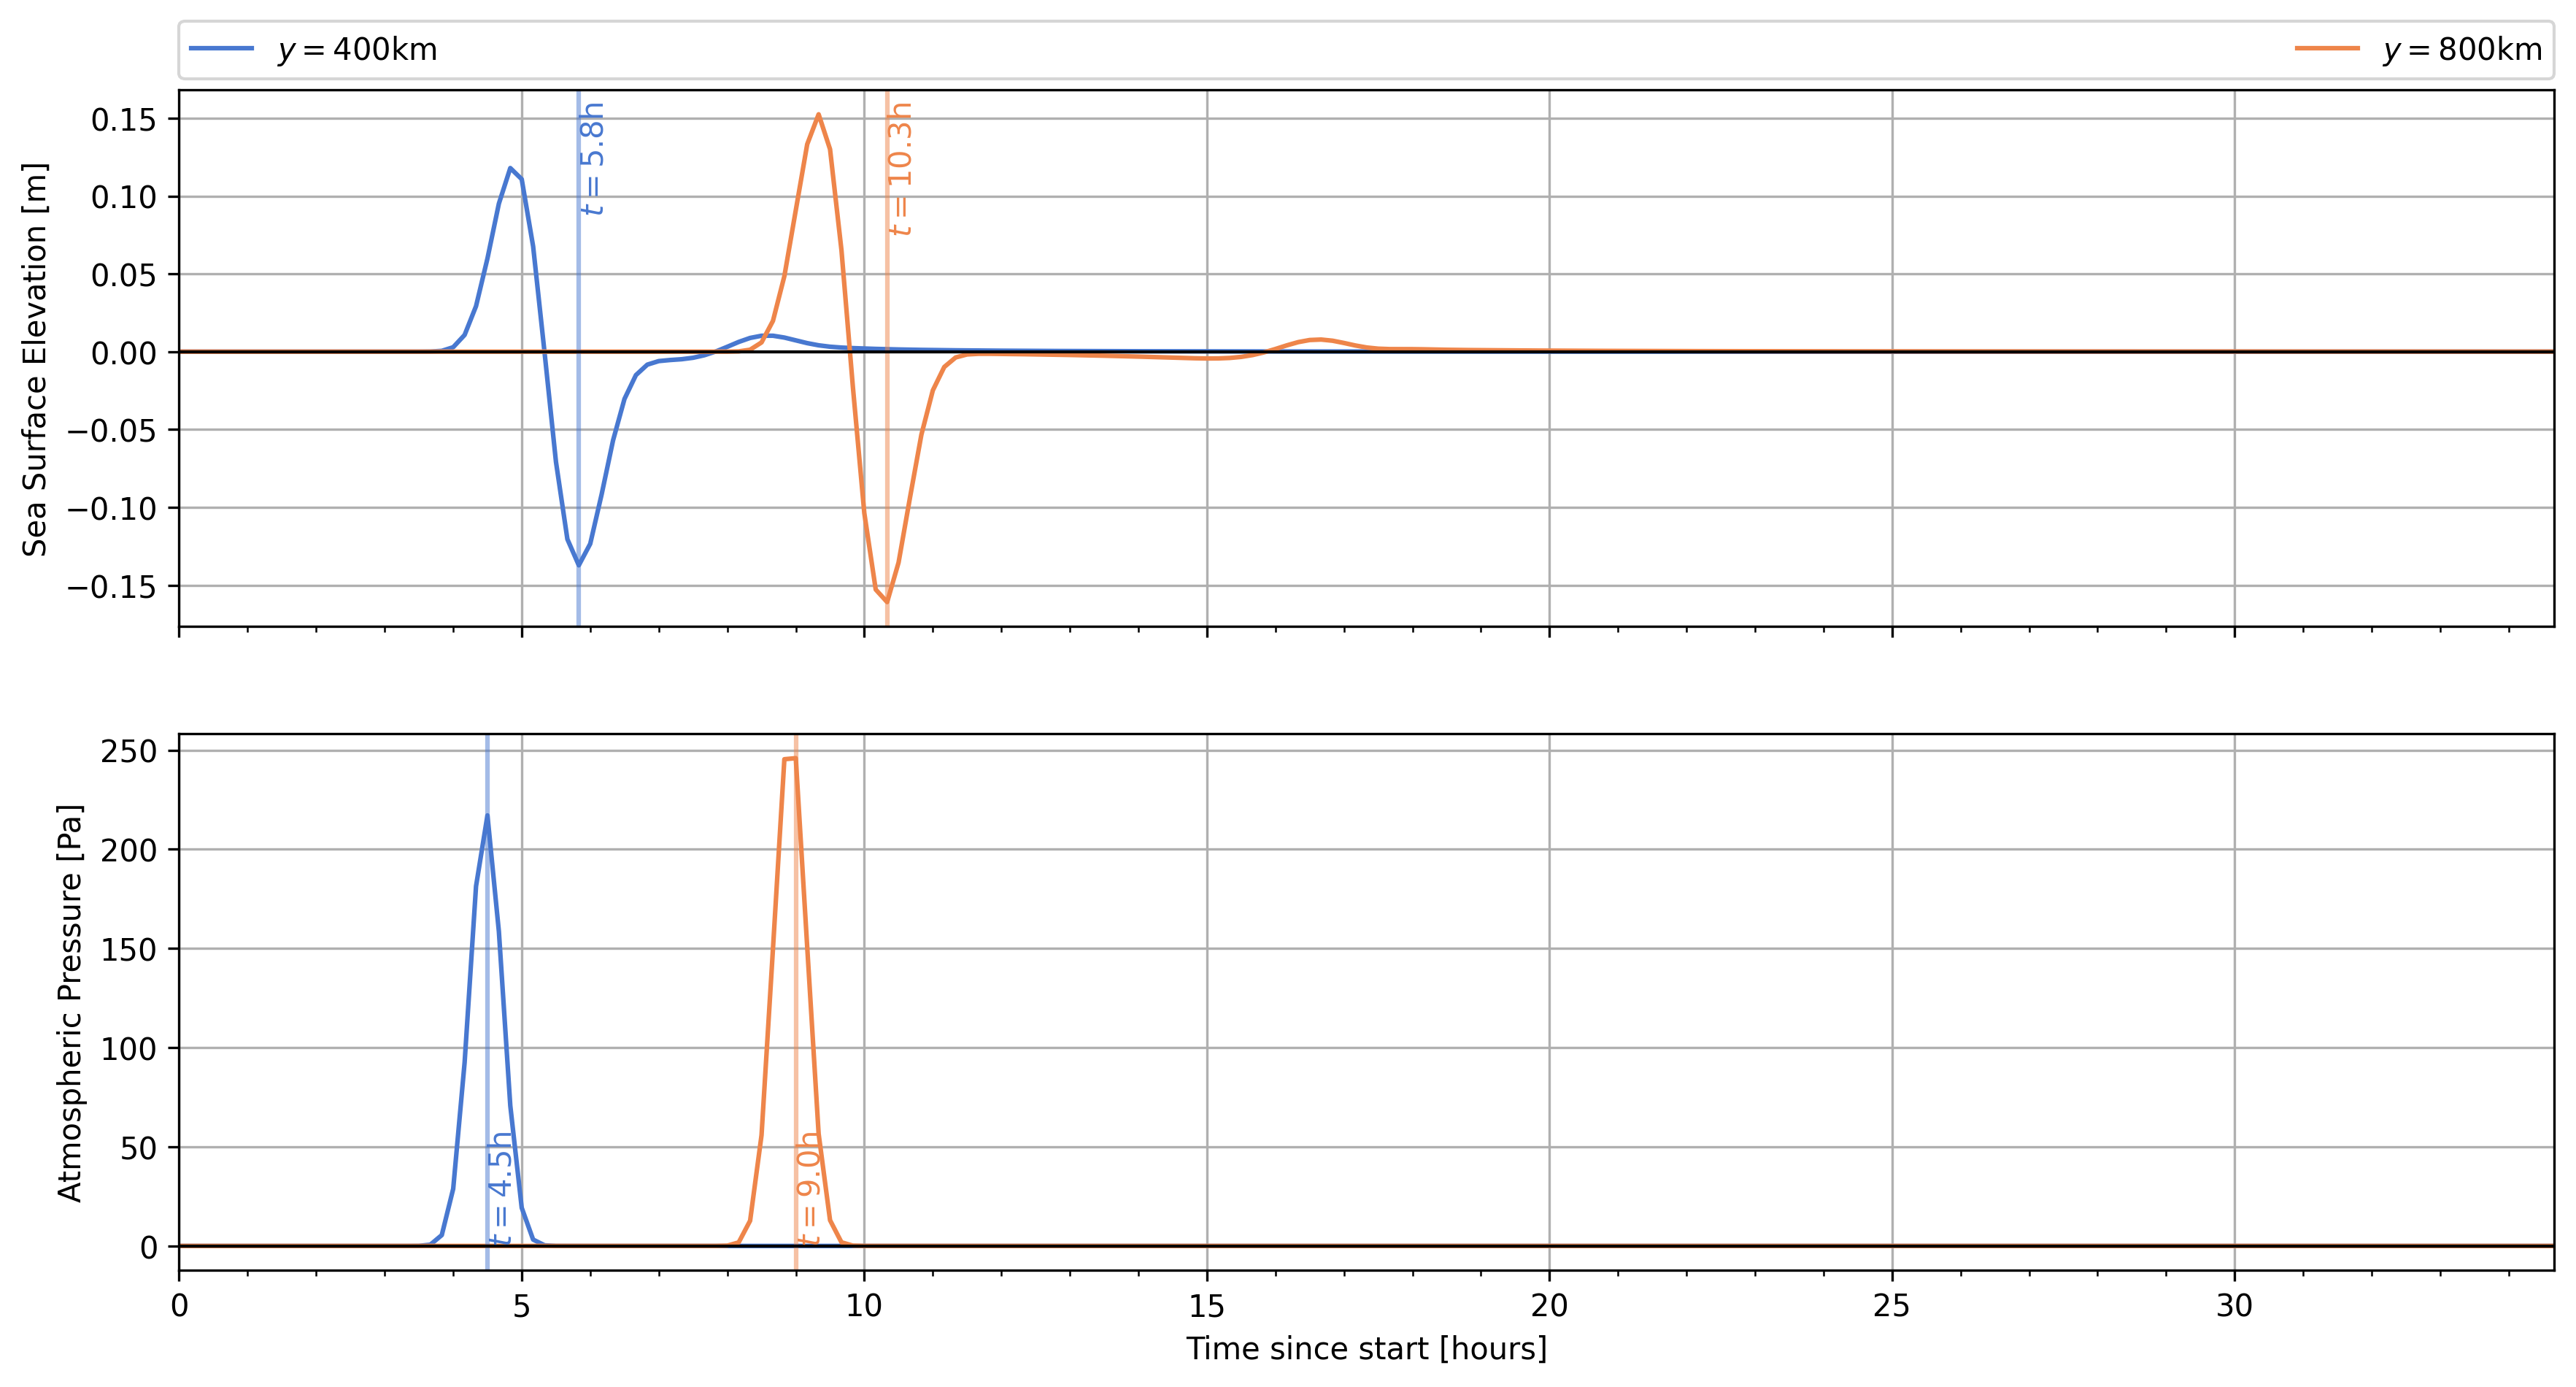 y = 400km
y = 800km
Sea Surface Elevation [m]
0.15
0.10
0.05
0.00
−0.05
−0.10
−0.15
t = 5.8h
t = 10.3h
Atmospheric Pressure [Pa]
250
200
150
100
50
0
t = 4.5h
t = 9.0h
0 5 10 15 20 25 30
Time since start [hours]